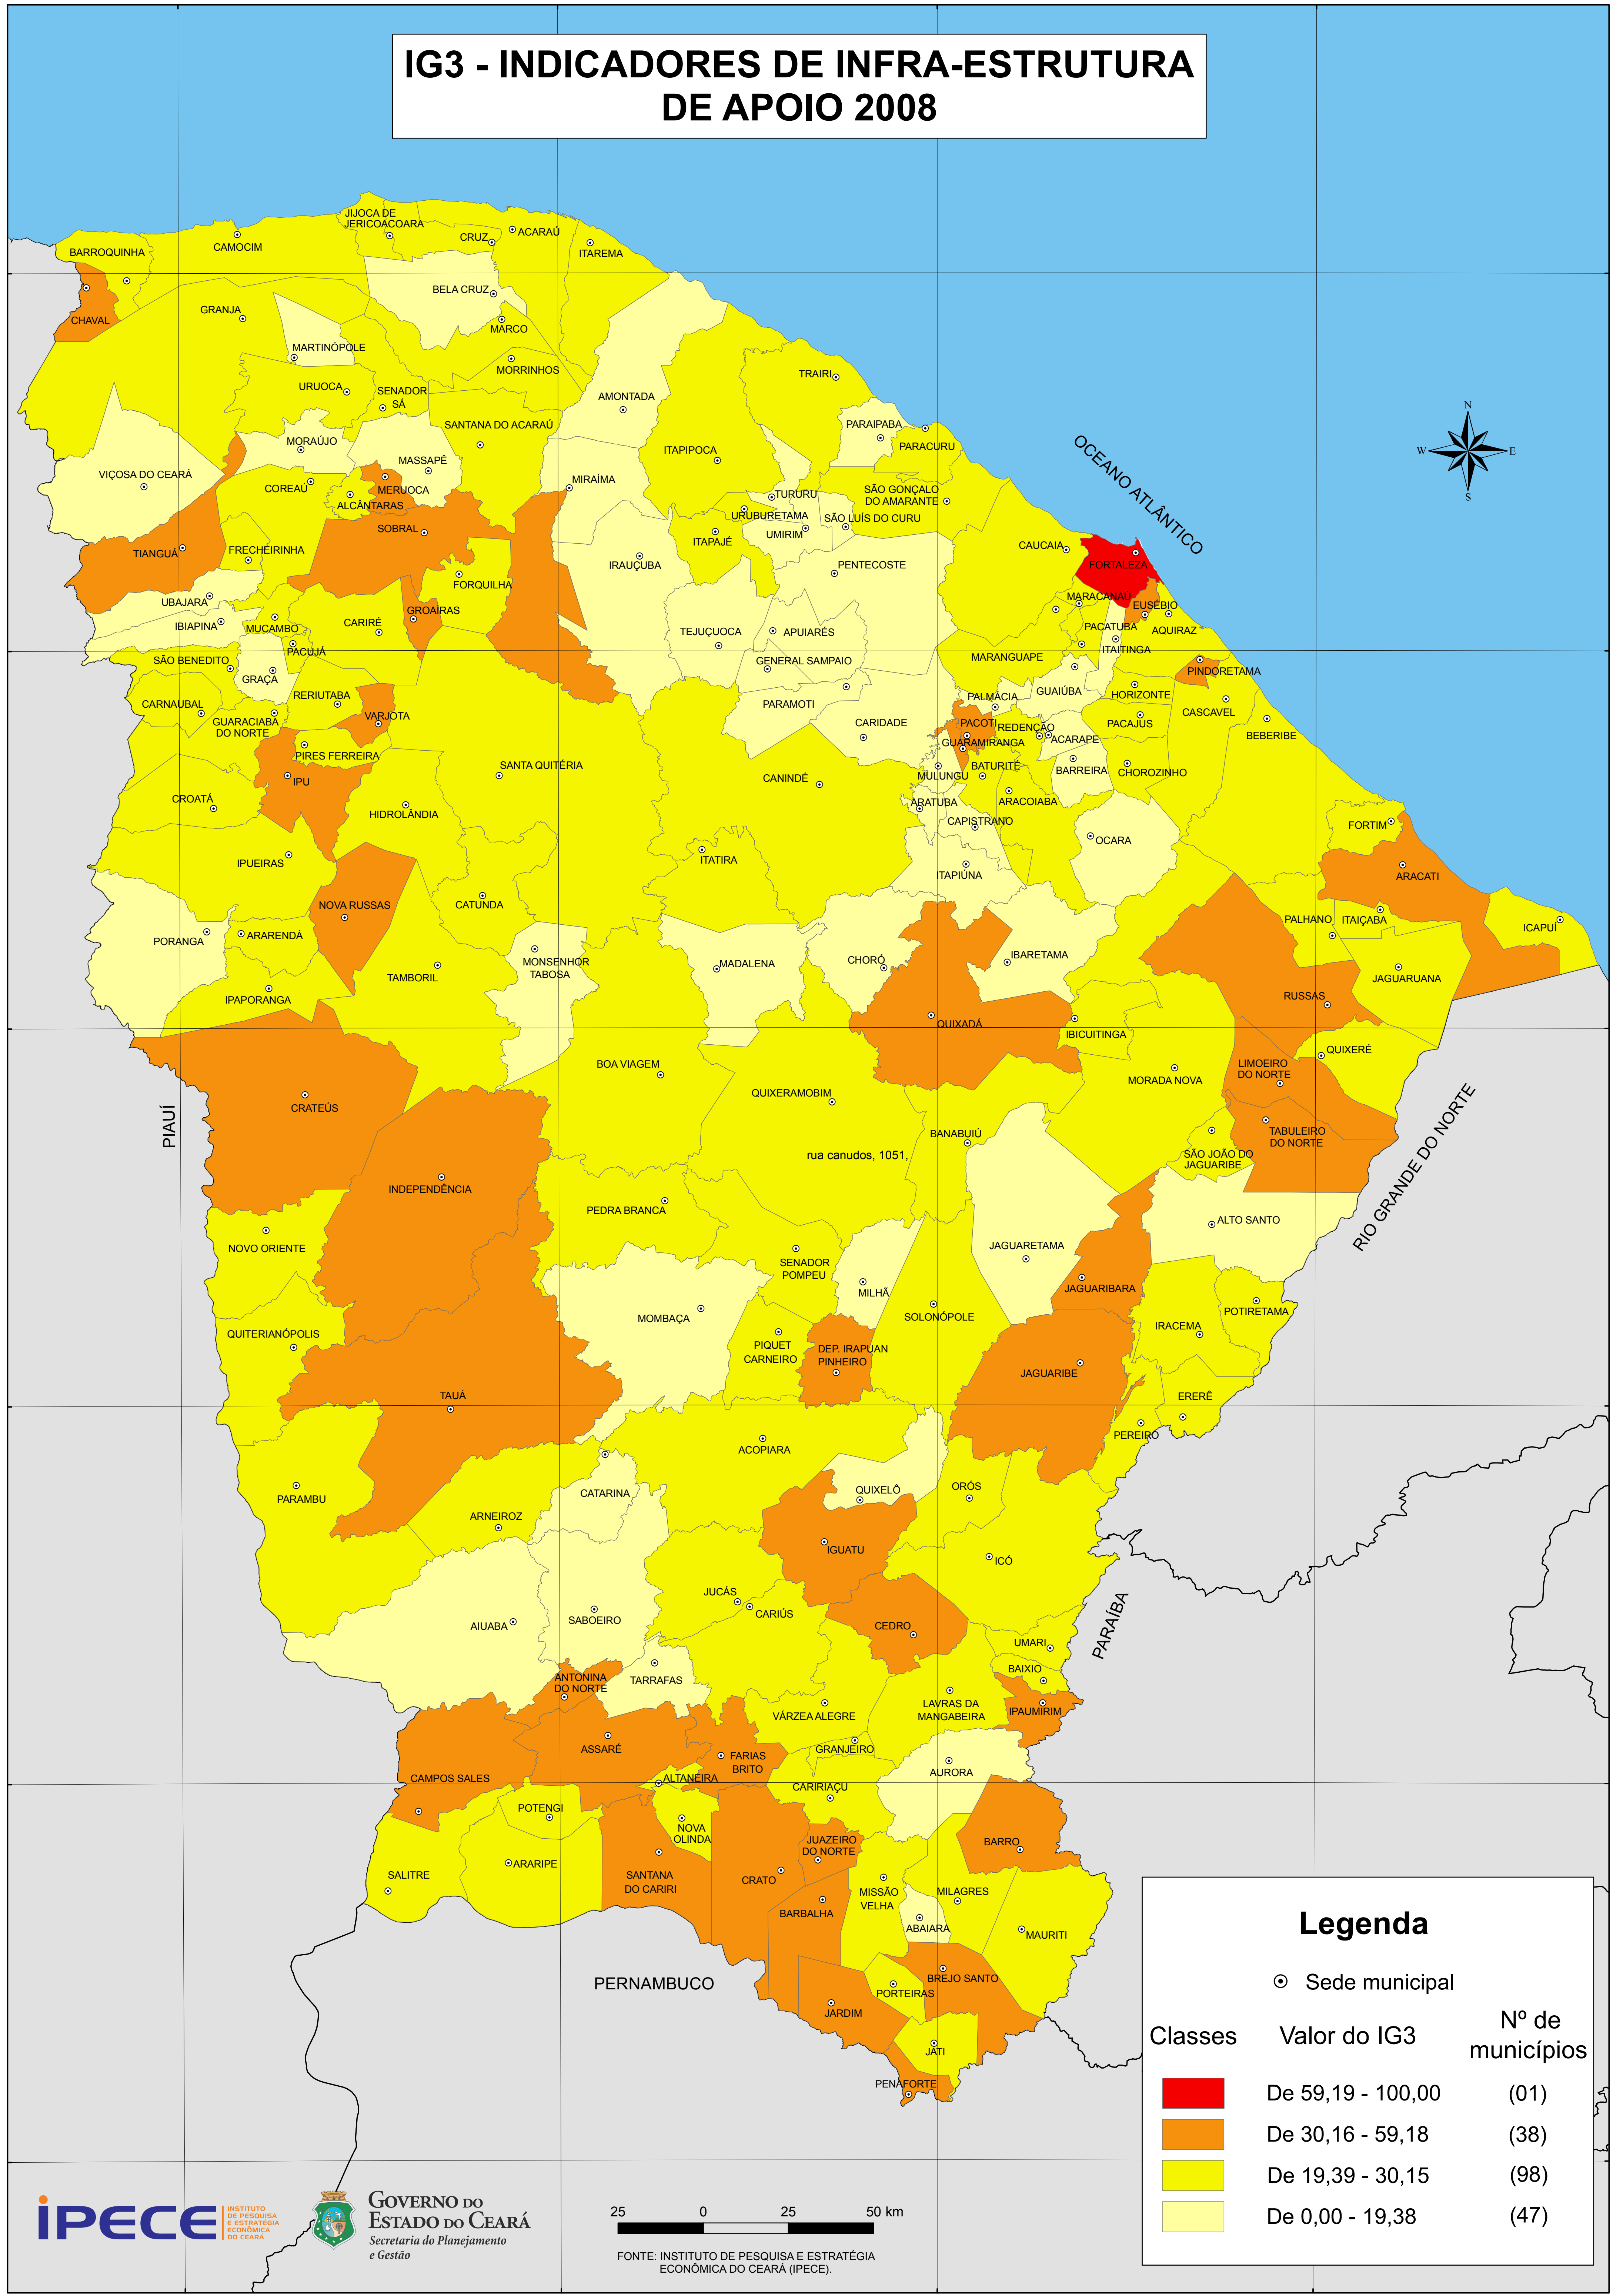 IG3 - INDICADORES DE INFRA-ESTRUTURA
DE APOIO 2008
JIJOCA DE
JERICOACOARA
CRUZ
ACARAÚ
BARROQUINHA
CAMOCIM
ITAREMA
BELA CRUZ
CHAVAL
GRANJA
MARCO
MARTINÓPOLE
MORRINHOS
TRAIRI
URUOCA
SENADOR
SÁ
AMONTADA
SANTANA DO ACARAÚ
PARAIPABA
MORAÚJO
PARACURU
ITAPIPOCA
OCEANO ATLÂNTICO
N
W
E
S
MASSAPÊ
VIÇOSA DO CEARÁ
MIRAÍMA
COREAÚ
MERUOCA
SÃO GONÇALO
DO AMARANTE
TURURU
ALCÂNTARAS
URUBURETAMA
SÃO LUÍS DO CURU
SOBRAL
UMIRIM
ITAPAJÉ
CAUCAIA
TIANGUÁ
FRECHEIRINHA
IRAUÇUBA
PENTECOSTE
FORTALEZA
FORQUILHA
UBAJARA
MARACANAÚ
EUSÉBIO
GROAÍRAS
IBIAPINA
MUCAMBO
CARIRÉ
TEJUÇUOCA
APUIARÉS
PACATUBA
AQUIRAZ
PACUJÁ
ITAITINGA
SÃO BENEDITO
GENERAL SAMPAIO
MARANGUAPE
PINDORETAMA
GRAÇA
RERIUTABA
PALMÁCIA
GUAIÚBA
HORIZONTE
CARNAUBAL
PARAMOTI
VARJOTA
CARIDADE
CASCAVEL
GUARACIABA
DO NORTE
PACOTI
REDENÇÃO
PACAJUS
BEBERIBE
GUARAMIRANGA
ACARAPE
PIRES FERREIRA
SANTA QUITÉRIA
BATURITÉ
BARREIRA
CHOROZINHO
IPU
CANINDÉ
MULUNGU
CROATÁ
ARATUBA
ARACOIABA
HIDROLÂNDIA
CAPISTRANO
FORTIM
OCARA
IPUEIRAS
ITATIRA
ITAPIÚNA
ARACATI
NOVA RUSSAS
CATUNDA
PALHANO
ITAIÇABA
ICAPUÍ
PORANGA
ARARENDÁ
MONSENHOR
TABOSA
MADALENA
CHORÓ
IBARETAMA
TAMBORIL
JAGUARUANA
IPAPORANGA
RUSSAS
QUIXADÁ
IBICUITINGA
QUIXERÉ
BOA VIAGEM
LIMOEIRO
DO NORTE
MORADA NOVA
CRATEÚS
QUIXERAMOBIM
PIAUÍ
BANABUIÚ
TABULEIRO
DO NORTE
rua canudos, 1051,
SÃO JOÃO DO
JAGUARIBE
RIO GRANDE DO NORTE
INDEPENDÊNCIA
PEDRA BRANCA
ALTO SANTO
NOVO ORIENTE
JAGUARETAMA
SENADOR
POMPEU
JAGUARIBARA
MILHÃ
POTIRETAMA
MOMBAÇA
SOLONÓPOLE
IRACEMA
QUITERIANÓPOLIS
PIQUET
CARNEIRO
DEP. IRAPUAN
PINHEIRO
JAGUARIBE
TAUÁ
ERERÊ
PEREIRO
ACOPIARA
CATARINA
QUIXELÔ
ORÓS
PARAMBU
ARNEIROZ
IGUATU
ICÓ
JUCÁS
CARIÚS
SABOEIRO
AIUABA
CEDRO
PARAÍBA
UMARI
BAIXIO
ANTONINA
DO NORTE
TARRAFAS
LAVRAS DA
MANGABEIRA
IPAUMIRIM
VÁRZEA ALEGRE
ASSARÉ
FARIAS
BRITO
GRANJEIRO
AURORA
CAMPOS SALES
ALTANEIRA
CARIRIAÇU
POTENGI
NOVA
OLINDA
JUAZEIRO
DO NORTE
BARRO
ARARIPE
SALITRE
SANTANA
DO CARIRI
CRATO
MISSÃO
VELHA
MILAGRES
BARBALHA
ABAIARA
MAURITI
PERNAMBUCO
BREJO SANTO
PORTEIRAS
JARDIM
JATI
PENAFORTE
Legenda
Sede municipal
Classes Valor do IG3 Nº de
municípios
De 59,19 - 100,00 (01)
De 30,16 - 59,18 (38)
De 19,39 - 30,15 (98)
De 0,00 - 19,38 (47)
IPECE
INSTITUTO
DE PESQUISA
E ESTRATÉGIA
ECONÔMICA
DO CEARÁ
GOVERNO DO
ESTADO DO CEARÁ
Secretaria do Planejamento
e Gestão
25 0 25 50 km
FONTE: INSTITUTO DE PESQUISA E ESTRATÉGIA
ECONÔMICA DO CEARÁ (IPECE).